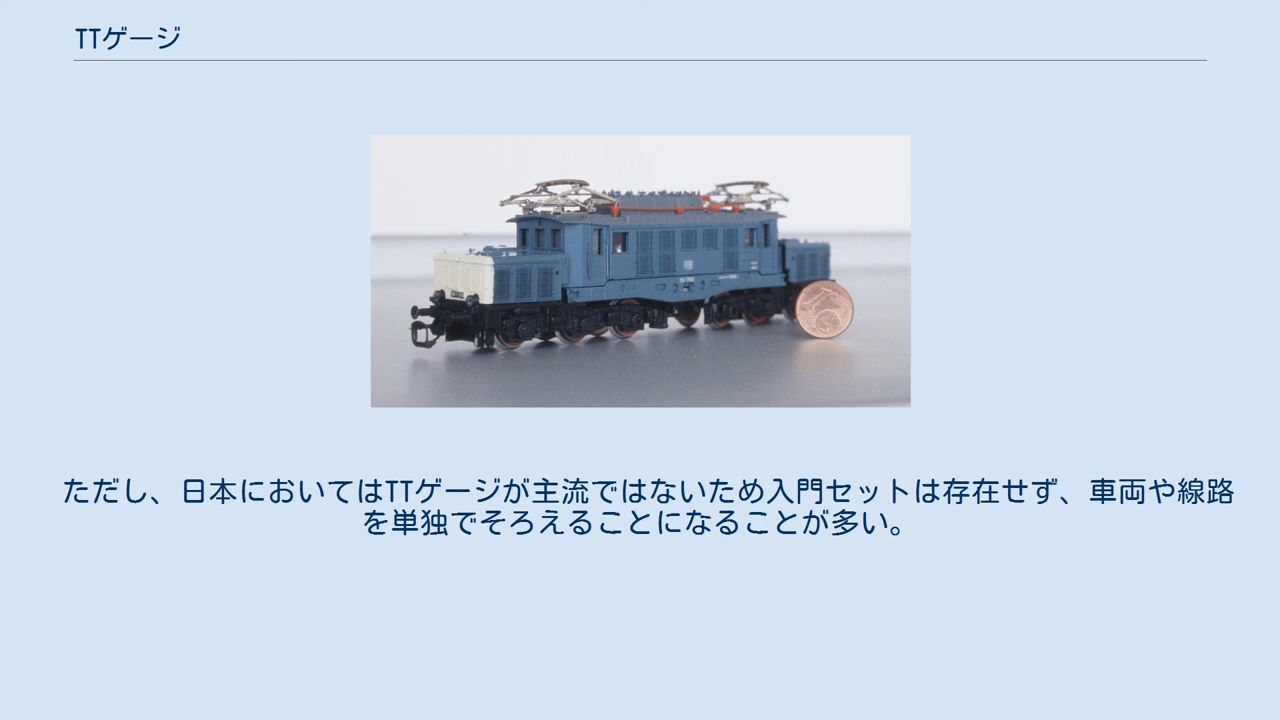 TTゲージ
ただし、日本においてはTTゲージが主流ではないため入門セットは存在せず、車両や線路
を単独でそろえることになることが多い。